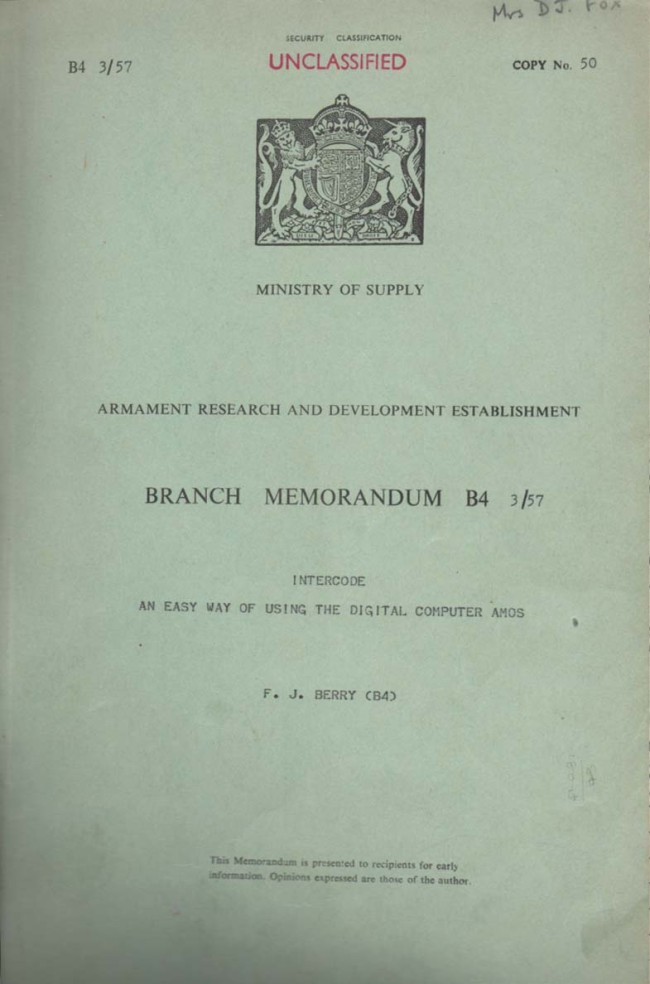 Mrs D J. FOX
SECURITY CLASSIFICATION
UNCLASSIFIED
B4 3/57
COPY No. 50
MINISTRY OF SUPPLY
ARMAMENT RESEARCH AND DEVELOPMENT ESTABLISHMENT
BRANCH MEMORANDUM B4 3/57
INTERCODE
AN EASY WAY OF USING THE DIGITAL COMPUTER AMOS
F. J. BERRY (B4)
This Memorandum is presented to recipients for early
information. Opinions expressed are those of the author.